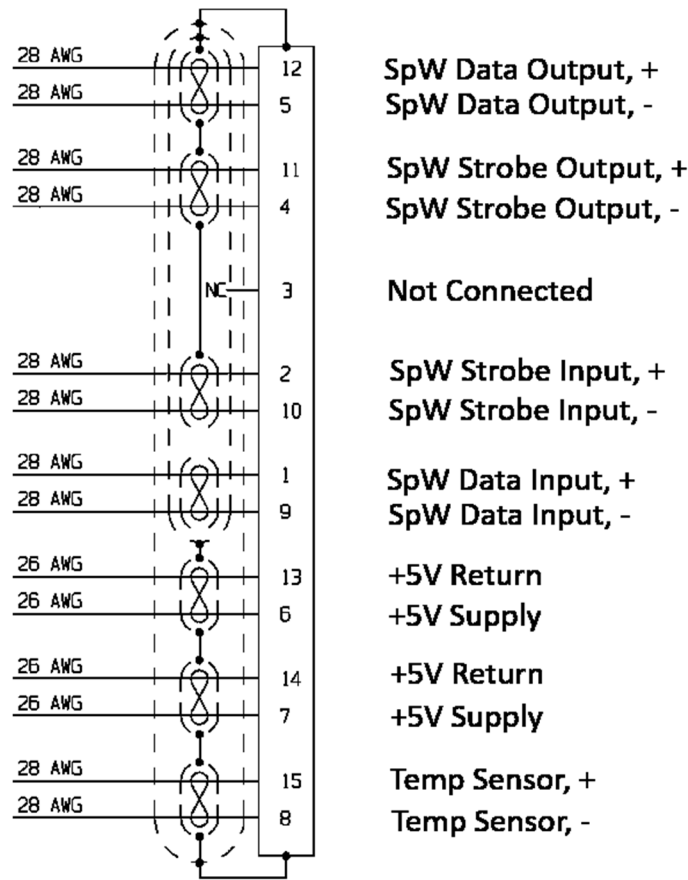 28 AWG 12 SpW Data Output, +
28 AWG 5 SpW Data Output, -
28 AWG 11 SpW Strobe Output, +
28 AWG 4 SpW Strobe Output, -
NC 3 Not Connected
28 AWG 2 SpW Strobe Input, +
28 AWG 10 SpW Strobe Input, -
28 AWG 1 SpW Data Input, +
28 AWG 9 SpW Data Input, -
26 AWG 13 +5V Return
26 AWG 6 +5V Supply
26 AWG 14 +5V Return
26 AWG 7 +5V Supply
28 AWG 15 Temp Sensor, +
28 AWG 8 Temp Sensor, -